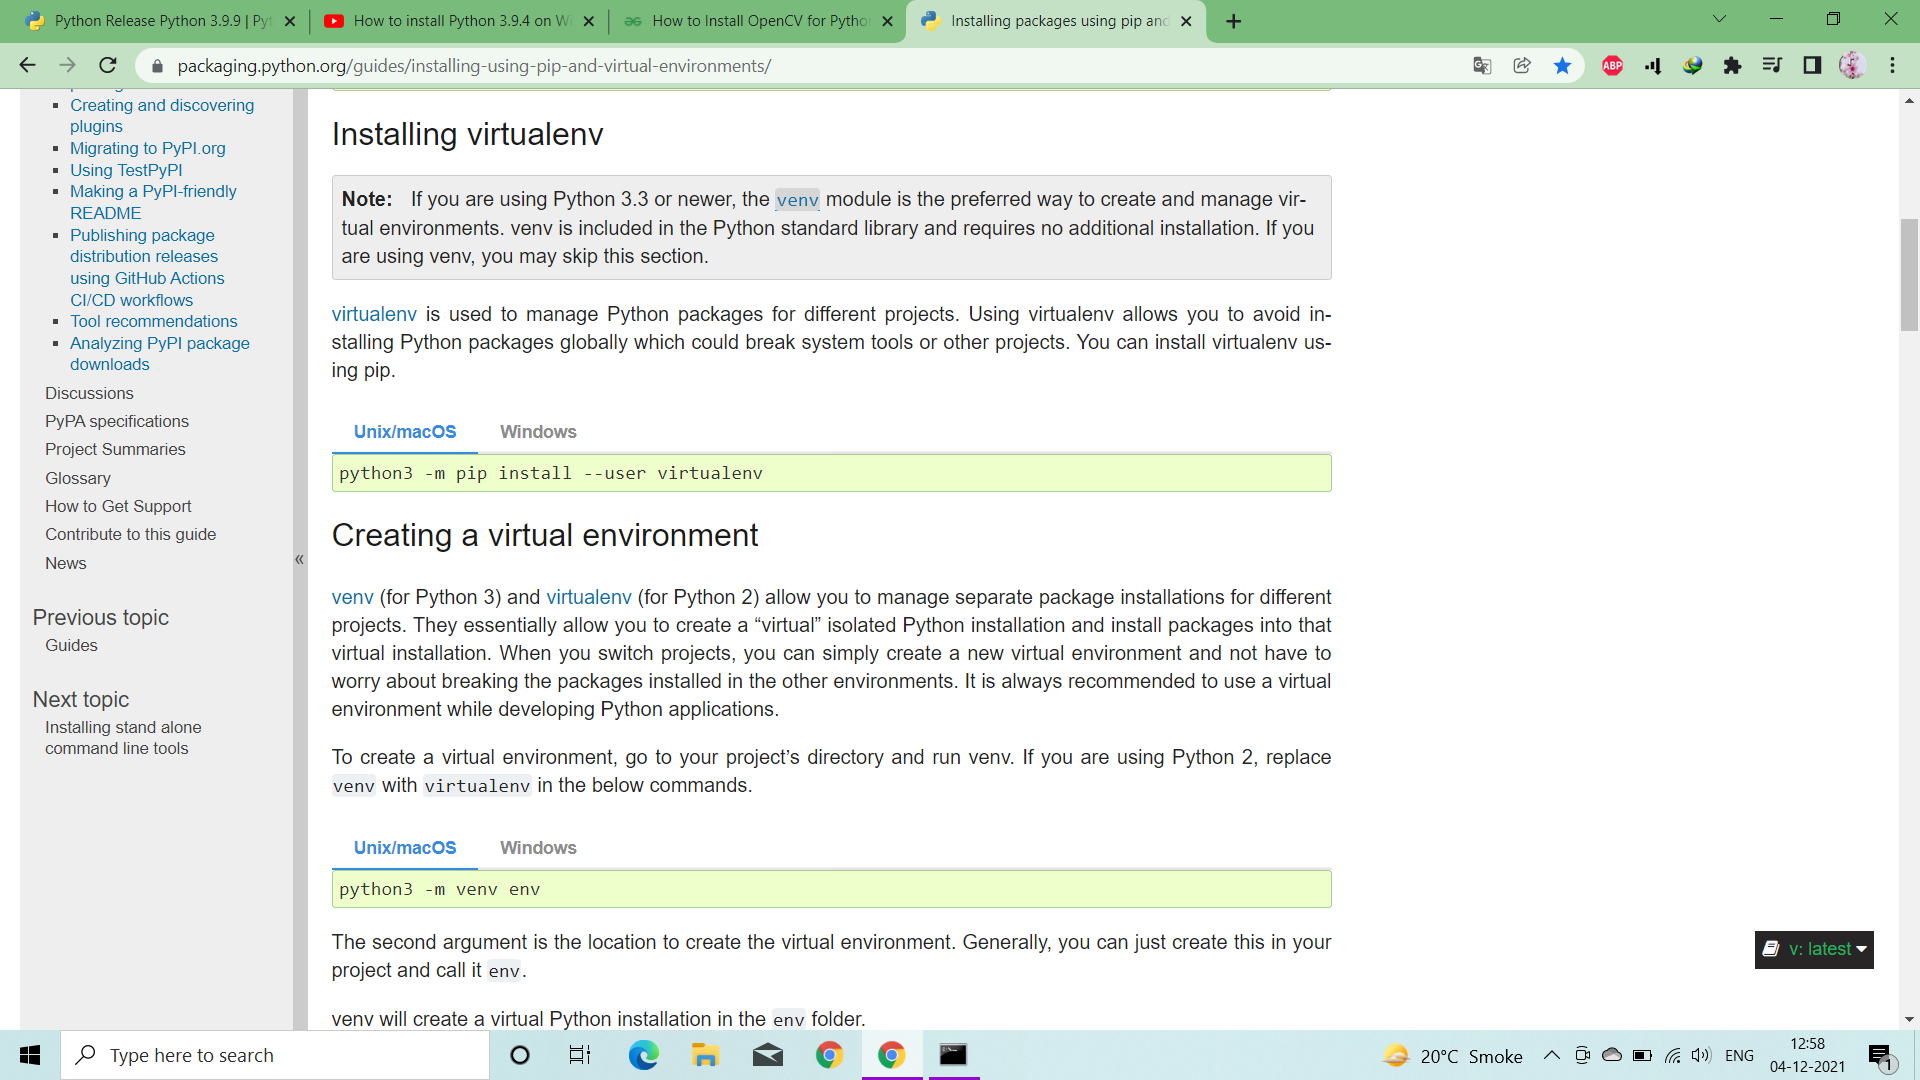 Python Release Python 3.9.9 | Pyt
How to install Python 3.9.4 on Wi
How to Install OpenCV for Pytho
Installing packages using pip and
packaging.python.org/guides/installing-using-pip-and-virtual-environments/
ABP
Creating and discovering
plugins
Migrating to PyPI.org
Using TestPyPI
Making a PyPI-friendly
README
Publishing package
distribution releases
using GitHub Actions
CI/CD workflows
Tool recommendations
Analyzing PyPI package
downloads
Discussions
PyPA specifications
Project Summaries
Glossary
How to Get Support
Contribute to this guide
News
Previous topic
Guides
Next topic
Installing stand alone
command line tools
«
Installing virtualenv
Note: If you are using Python 3.3 or newer, the venv module is the preferred way to create and manage vir-
tual environments. venv is included in the Python standard library and requires no additional installation. If you
are using venv, you may skip this section.
virtualenv is used to manage Python packages for different projects. Using virtualenv allows you to avoid in-
stalling Python packages globally which could break system tools or other projects. You can install virtualenv us-
ing pip.
Unix/macOS Windows
python3 -m pip install --user virtualenv
Creating a virtual environment
venv (for Python 3) and virtualenv (for Python 2) allow you to manage separate package installations for different
projects. They essentially allow you to create a “virtual” isolated Python installation and install packages into that
virtual installation. When you switch projects, you can simply create a new virtual environment and not have to
worry about breaking the packages installed in the other environments. It is always recommended to use a virtual
environment while developing Python applications.
To create a virtual environment, go to your project’s directory and run venv. If you are using Python 2, replace
venv with virtualenv in the below commands.
Unix/macOS Windows
python3 -m venv env
The second argument is the location to create the virtual environment. Generally, you can just create this in your
project and call it env.
venv will create a virtual Python installation in the env folder.
v: latest
Type here to search
20°C Smoke
ENG
12:58
04-12-2021
1